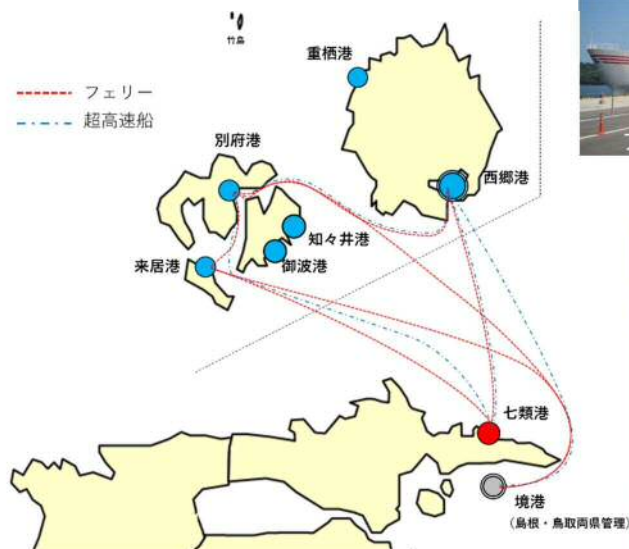 竹島
重栖港
フェリー
超高速船
別府港
西郷港
知々井港
来居港
御波港
七類港
境港
(島根・鳥取両県管理)